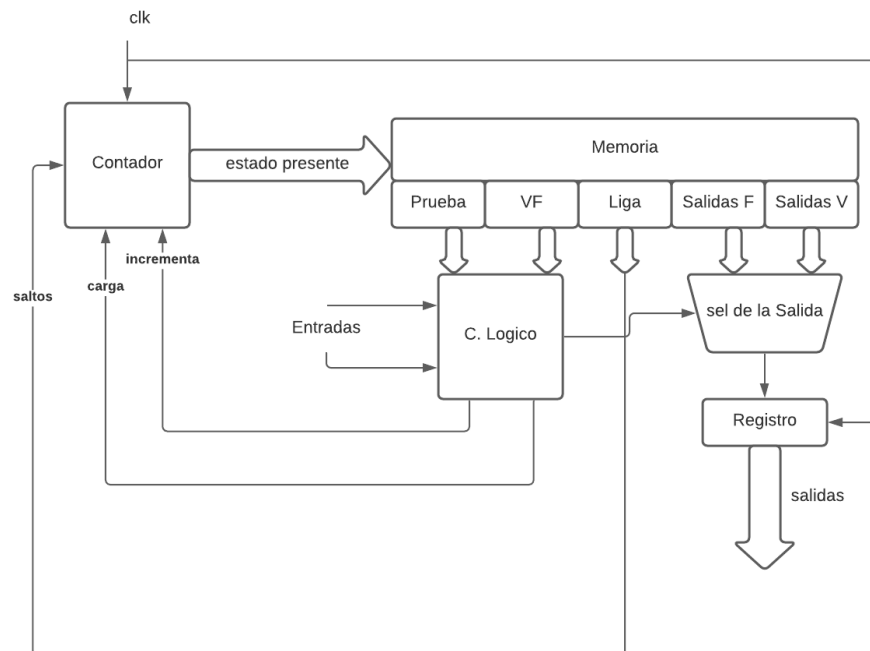 clk
Contador
estado presente
Memoria
Prueba
VF
Liga
Salidas F
Salidas V
incrementa
carga
saltos
Entradas
C. Logico
sel de la Salida
Registro
salidas